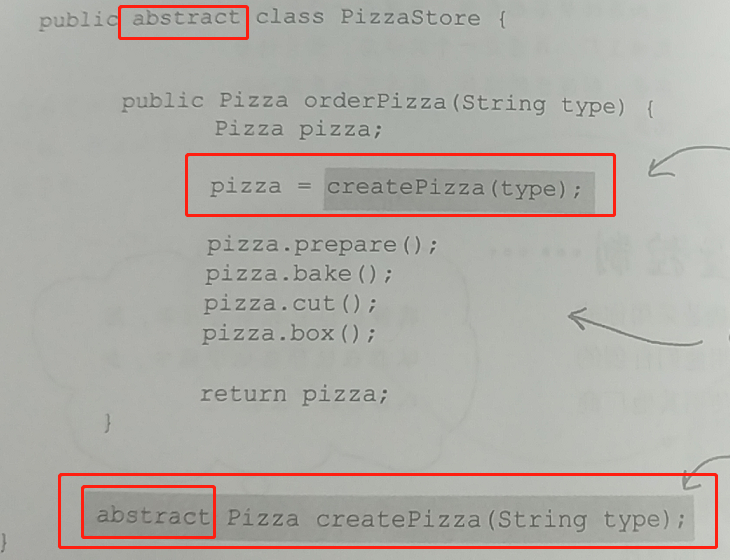 public abstract class PizzaStore {
public Pizza orderPizza(String type) {
Pizza pizza;
pizza = createPizza(type);
pizza.prepare();
pizza.bake();
pizza.cut();
pizza.box();
return pizza;
}
abstract Pizza createPizza(String type);
}